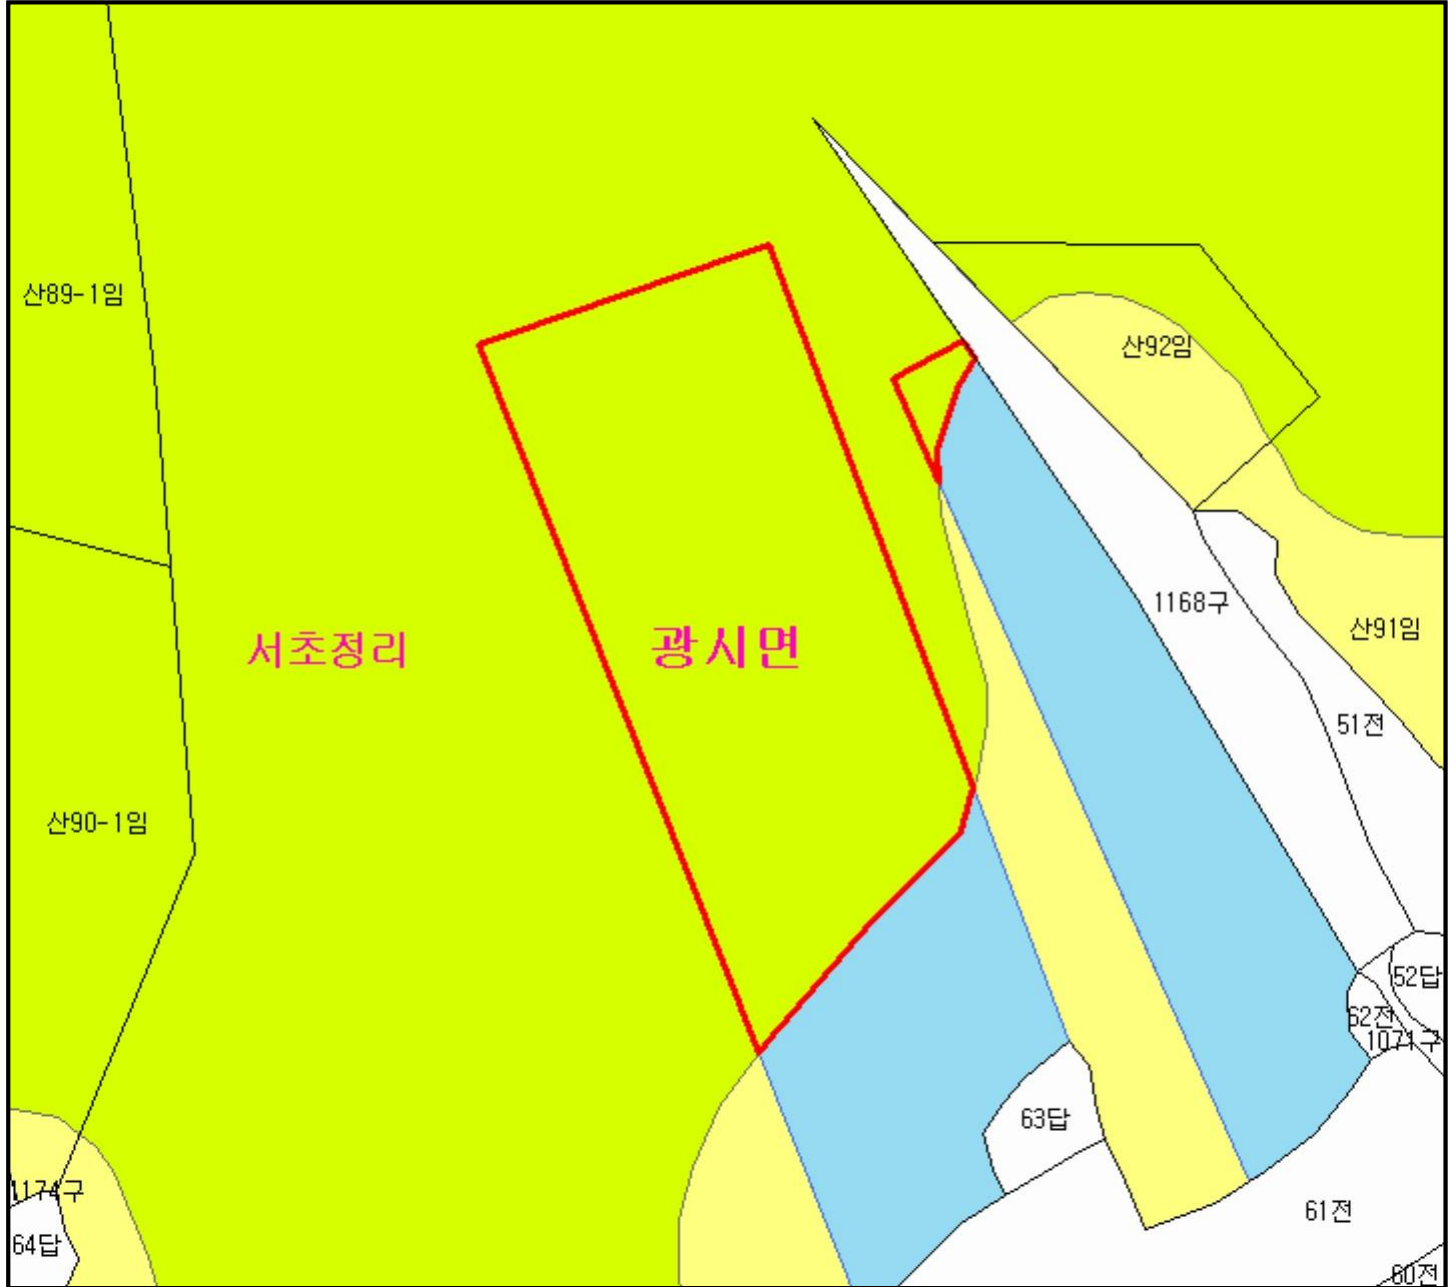 산89-1임
산92임
1168구
산91임
서초정리
광시면
51전
산90-1임
52답
62전
1071구
63답
1174구
61전
64답
60전